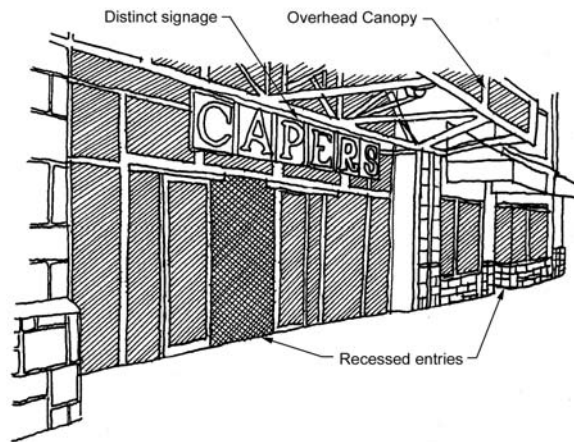 Distinct signage
Overhead Canopy
CAPERS
Recessed entries